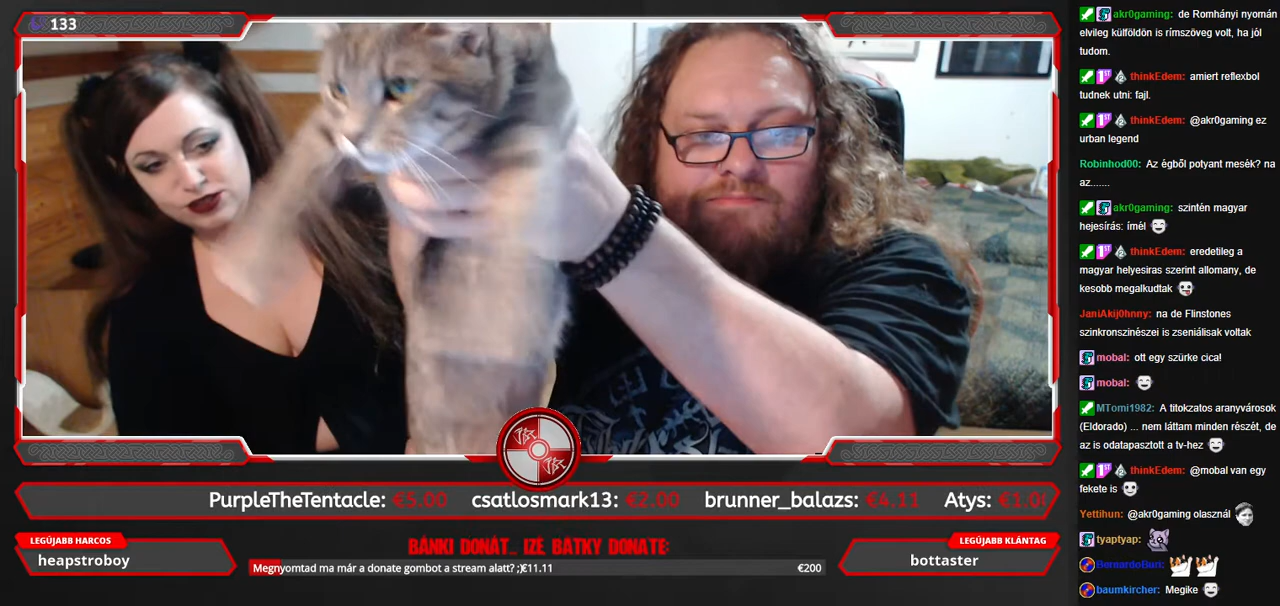 133
PurpleTheTentacle: €5.00 csatlosmark13: €2.00 brunner_balazs: €4.11 Atys:
LEGÚJABB HARCOS
heapstroboy
BÁNKI DONÁT... IZÉ, BÁTKY DONATE:
Megnyomtad ma már a donate gombot a stream alatt? ;)
€11.11
€200
LEGÚJABB KLÁNTAG
bottaster
akr0gaming: de Romhányi nyomán
elvileg külföldön is rímszöveg volt, ha jól
tudom.
thinkEdem: amiert reflexbol
tudnek utni: fajl.
thinkEdem: @akr0gaming ez
urban legend
Robinhod00: Az égből potyant mesék? na
az.......
akr0gaming: szintén magyar
hejesírás: ímél
thinkEdem: eredetileg a
magyar helyesiras szerint allomany, de
kesobb megalkudtak
JaniAkij0hnny: na de Flinstones
szinkronszinészei is zseniálisak voltak
mobal: ott egy szürke cica!
mobal:
MTomi1982: A titokzatos aranyvárosok
(Eldorado) ... nem láttam minden részét, de
az is odatapasztott a tv-hez
thinkEdem: @mobal van egy
fekete is
Yettihun: @akr0gaming olasznál
tyaptyap:
BernardoBuri:
baumkircher: Megike